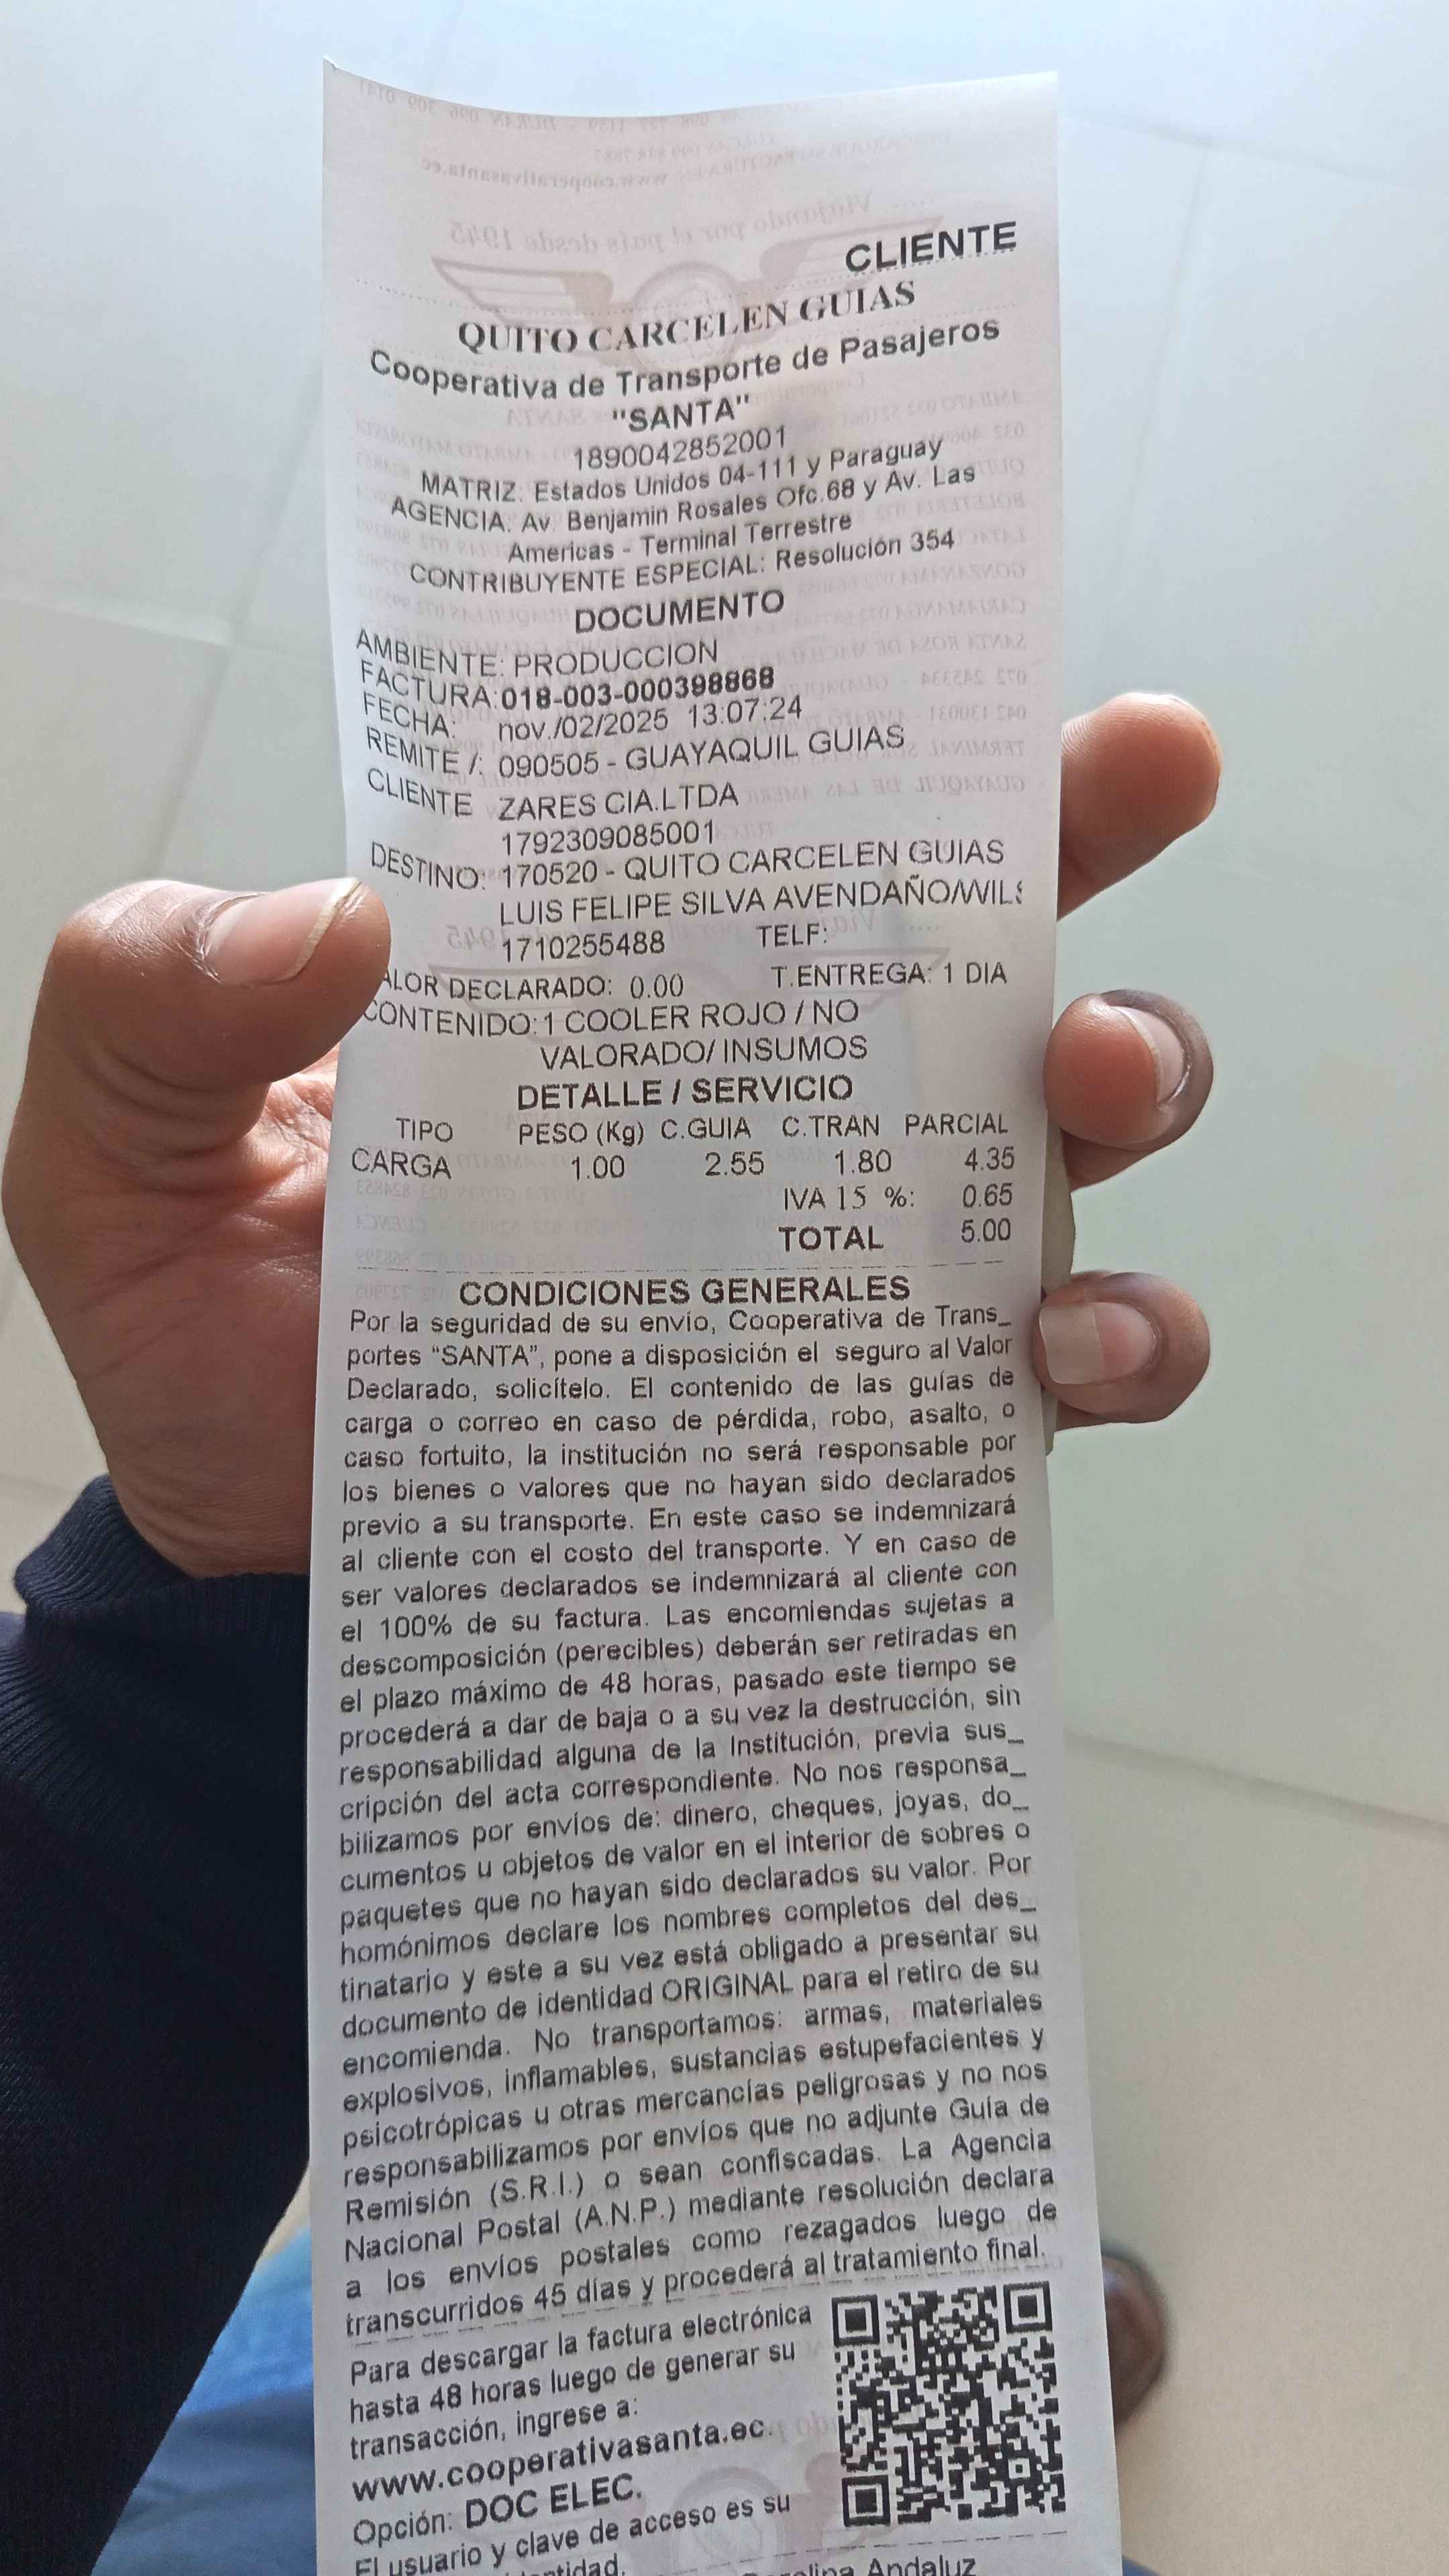 CLIENTE
QUITO CARCELEN GUIAS
Cooperativa de Transporte de Pasajeros
"SANTA"
1890042852001
MATRIZ: Estados Unidos 04-111 y Paraguay
AGENCIA: Av. Benjamin Rosales Ofc.68 y Av. Las
Americas - Terminal Terrestre
CONTRIBUYENTE ESPECIAL: Resolución 354
DOCUMENTO
AMBIENTE: PRODUCCION
FACTURA: 018-003-000398868
FECHA: nov./02/2025 13:07:24
REMITE /: 090505 - GUAYAQUIL GUIAS
CLIENTE ZARES CIA.LTDA
1792309085001
DESTINO: 170520 - QUITO CARCELEN GUIAS
LUIS FELIPE SILVA AVENDAÑO/WILS
1710255488 TELF:
ALOR DECLARADO: 0.00 T.ENTREGA: 1 DIA
CONTENIDO: 1 COOLER ROJO / NO
VALORADO/ INSUMOS
DETALLE / SERVICIO
TIPO PESO (Kg) C.GUIA C.TRAN PARCIAL
CARGA 1.00 2.55 1.80 4.35
IVA 15 %: 0.65
TOTAL 5.00
CONDICIONES GENERALES
Por la seguridad de su envío, Cooperativa de Trans_
portes “SANTA”, pone a disposición el seguro al Valor
Declarado, solicítelo. El contenido de las guías de
carga o correo en caso de pérdida, robo, asalto, o
caso fortuito, la institución no será responsable por
los bienes o valores que no hayan sido declarados
previo a su transporte. En este caso se indemnizará
al cliente con el costo del transporte. Y en caso de
ser valores declarados se indemnizará al cliente con
el 100% de su factura. Las encomiendas sujetas a
descomposición (perecibles) deberán ser retiradas en
el plazo máximo de 48 horas, pasado este tiempo se
procederá a dar de baja o a su vez la destrucción, sin
responsabilidad alguna de la Institución, previa sus_
cripción del acta correspondiente. No nos responsa_
bilizamos por envíos de: dinero, cheques, joyas, do_
cumentos u objetos de valor en el interior de sobres o
paquetes que no hayan sido declarados su valor. Por
homónimos declare los nombres completos del des_
tinatario y este a su vez está obligado a presentar su
documento de identidad ORIGINAL para el retiro de su
encomienda. No transportamos: armas, materiales
explosivos, inflamables, sustancias estupefacientes y
psicotrópicas u otras mercancías peligrosas y no nos
responsabilizamos por envíos que no adjunte Guía de
Remisión (S.R.I.) o sean confiscadas. La Agencia
Nacional Postal (A.N.P.) mediante resolución declara
a los envíos postales como rezagados luego de
transcurridos 45 días y procederá al tratamiento final.
Para descargar la factura electrónica
hasta 48 horas luego de generar su
transacción, ingrese a:
www.cooperativasanta.ec.
Opción: DOC ELEC.
El usuario y clave de acceso es su
Andaluz